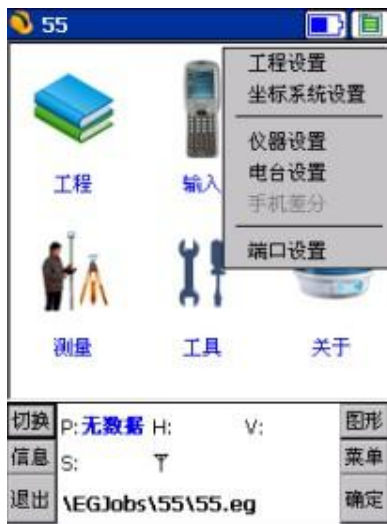 55
工程设置
坐标系统设置
仪器设置
电台设置
手机差分
端口设置
工程
输入
测量
工具
关于
切换 P:无数据 H: V: 图形
信息 S: 菜单
退出 \EGJobs\55\55.eg 确定